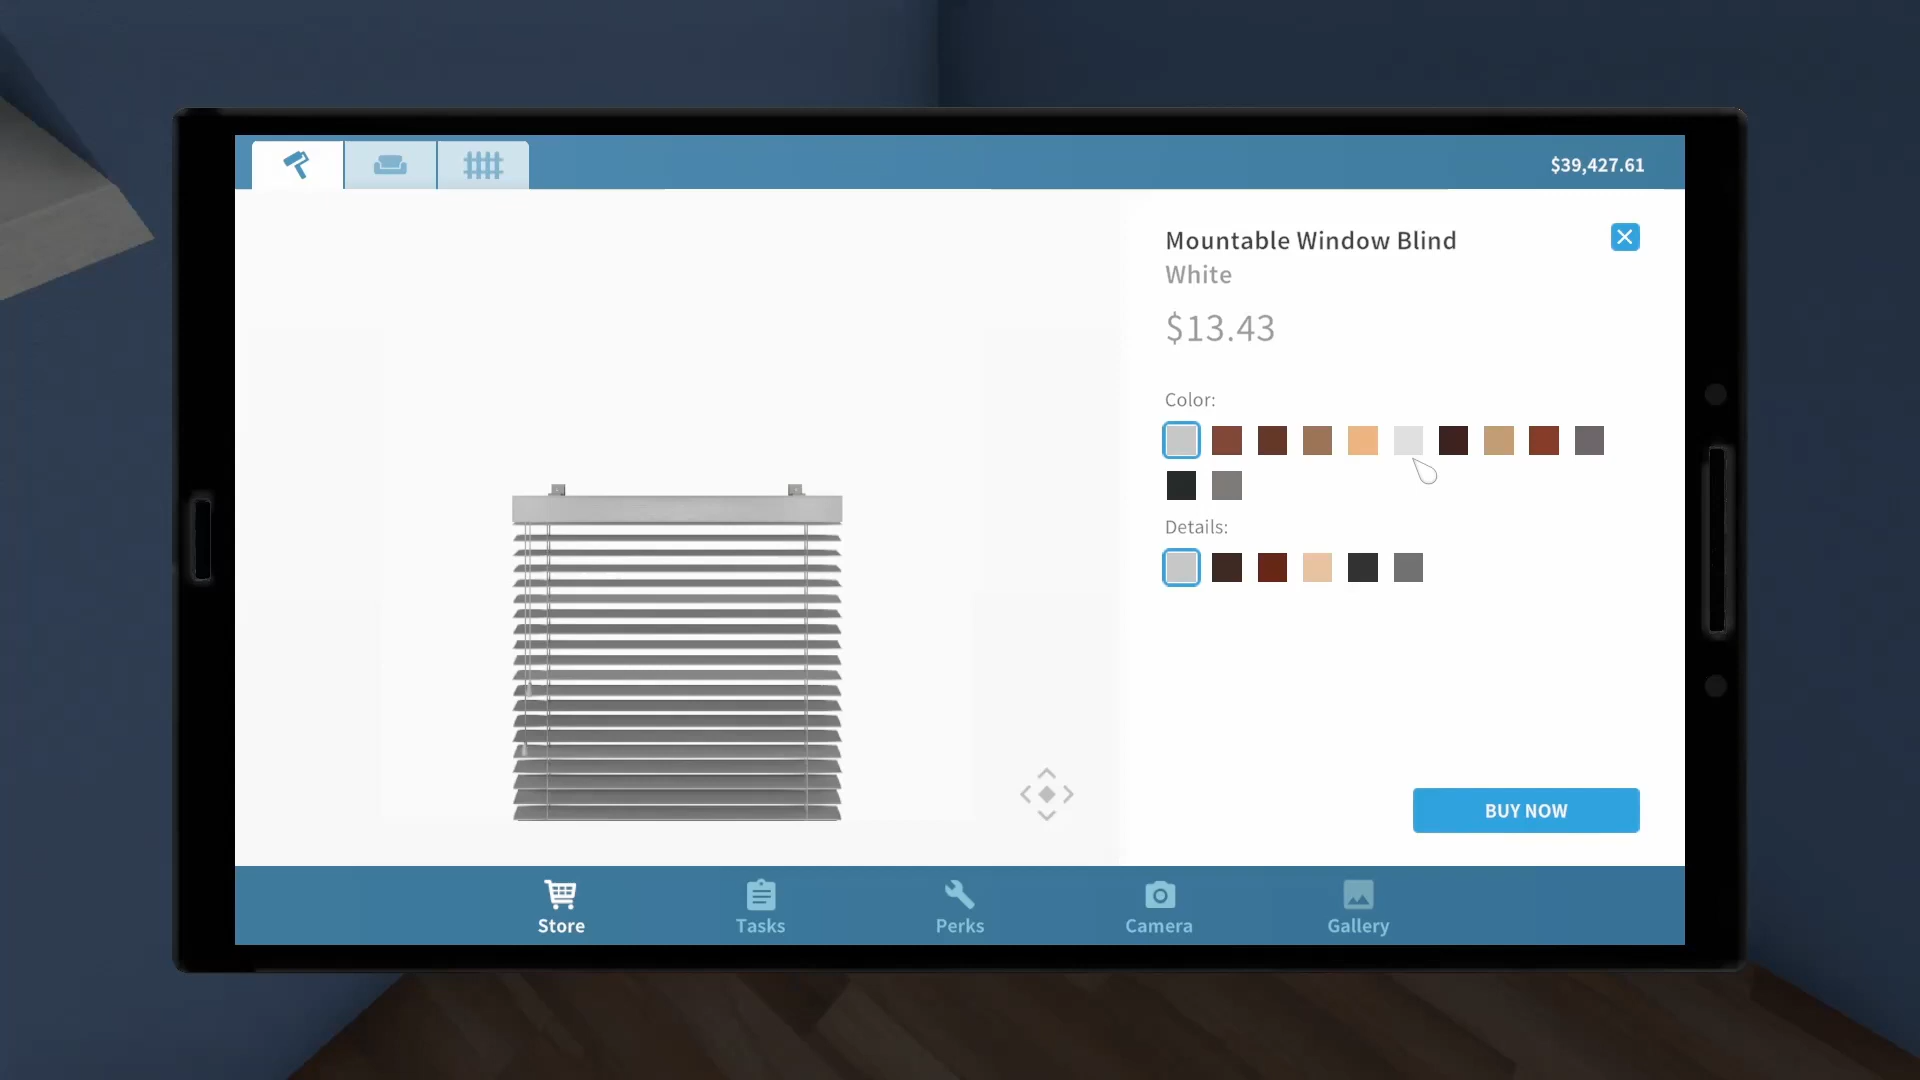 $39,427.61
Mountable Window Blind
White
$13.43
Color:
Details:
BUY NOW
Store
Tasks
Perks
Camera
Gallery